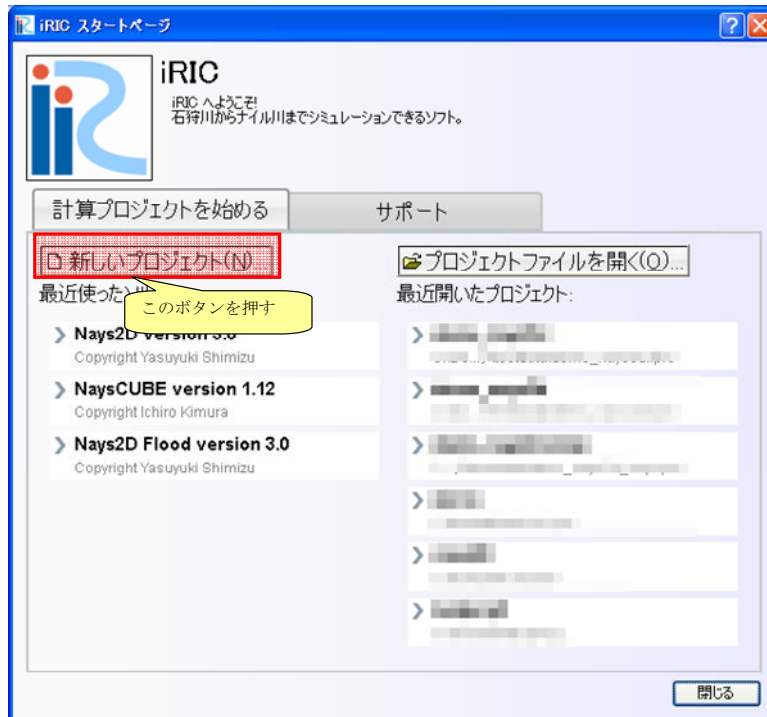 iRIC スタートページ
iRIC
iRIC へようこそ!
石狩川からナイル川までシミュレーションできるソフト。
計算プロジェクトを始める
サポート
新しいプロジェクト(N)...
プロジェクトファイルを開く(O)...
最近使った
このボタンを押す
最近開いたプロジェクト:
Nays2D version 3.0
Copyright Yasuyuki Shimizu
NaysCUBE version 1.12
Copyright Ichiro Kimura
Nays2D Flood version 3.0
Copyright Yasuyuki Shimizu
閉じる